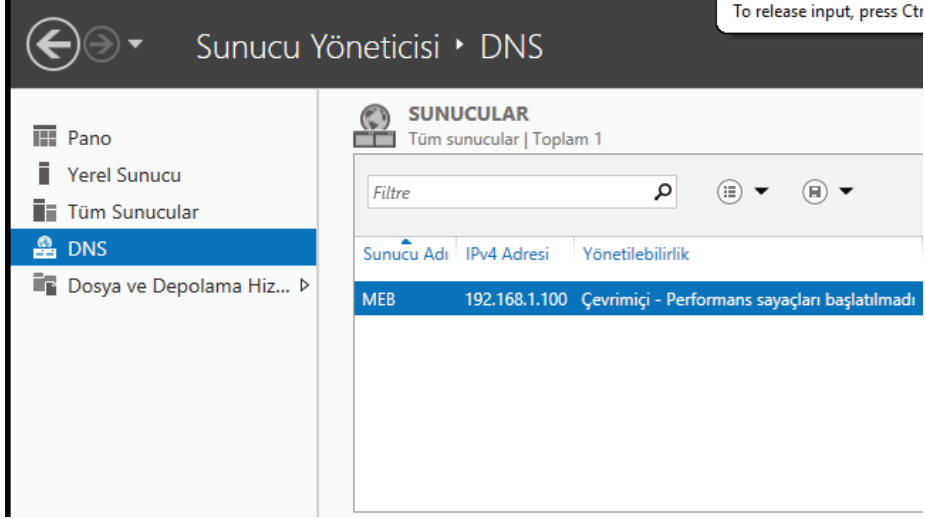 To release input, press Ctr
Sunucu Yöneticisi • DNS
Pano
Yerel Sunucu
Tüm Sunucular
DNS
Dosya ve Depolama Hiz...
SUNUCULAR
Tüm sunucular | Toplam 1
Filtre
Sunucu Adı IPv4 Adresi Yönetilebilirlik
MEB 192.168.1.100 Çevrimiçi - Performans sayaçları başlatılmadı